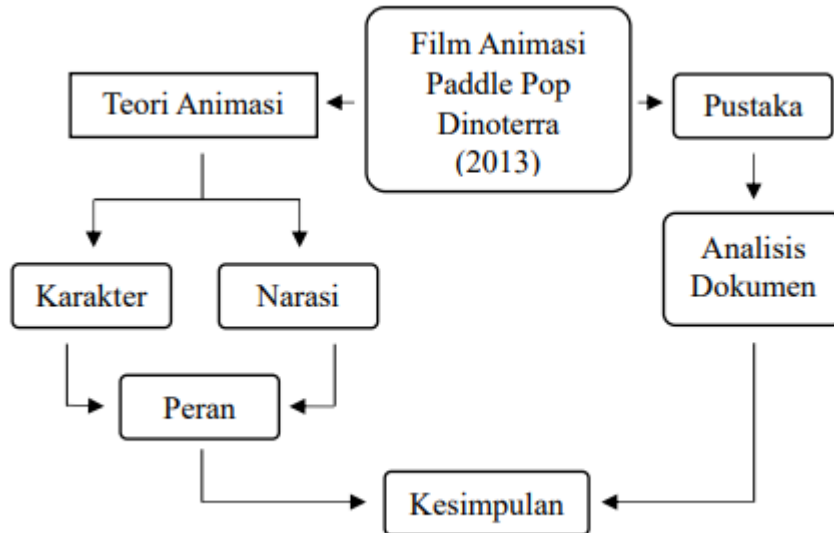 Film Animasi
Paddle Pop
Dinoterra
(2013)
Teori Animasi
Pustaka
Karakter
Narasi
Analisis
Dokumen
Peran
Kesimpulan